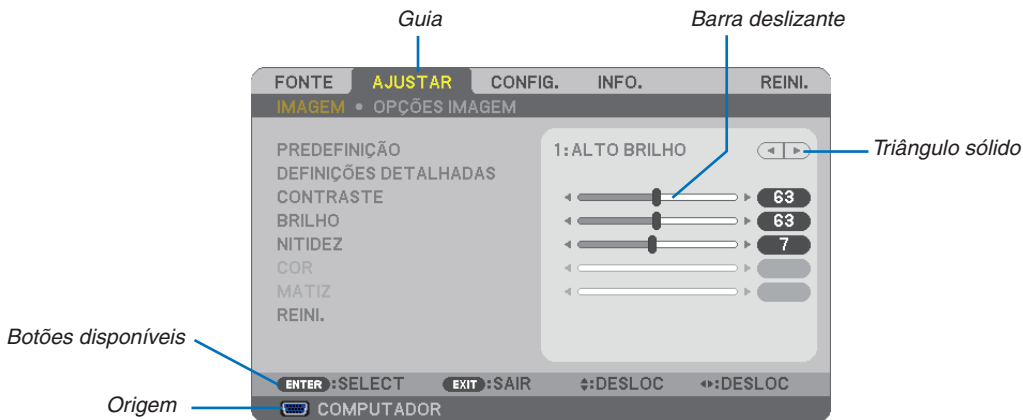 Guia
Barra deslizante
FONTE AJUSTAR CONFIG. INFO. REINI.
IMAGEM • OPÇÕES IMAGEM
PREDEFINIÇÃO 1:ALTO BRILHO
Triângulo sólido
DEFINIÇÕES DETALHADAS
CONTRASTE 63
BRILHO 63
NITIDEZ 7
COR
MATIZ
REINI.
Botões disponíveis
ENTER :SELECT EXIT :SAIR :DESLOC :DESLOC
Origem
COMPUTADOR